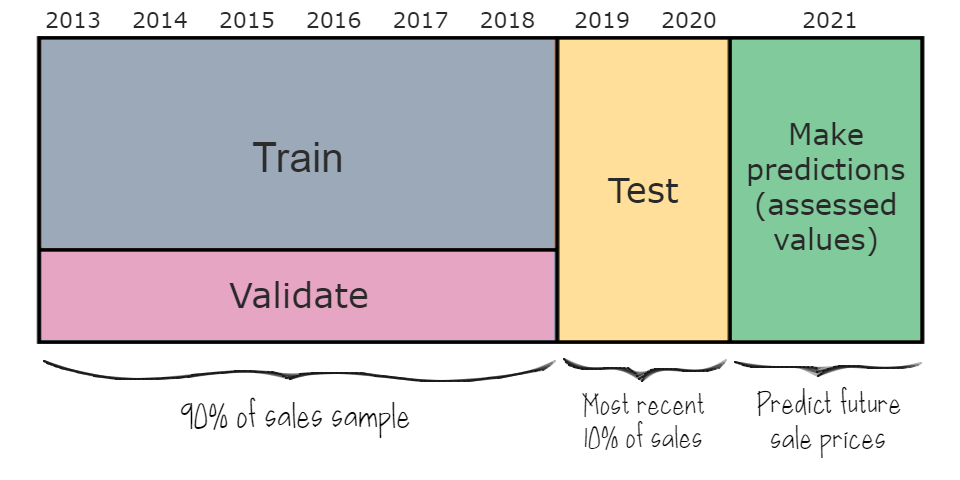 2013 2014 2015 2016 2017 2018 2019 2020 2021
Train
Validate
Test
Make
predictions
(assessed
values)
90% of sales sample
Most recent
10% of sales
Predict future
sale prices